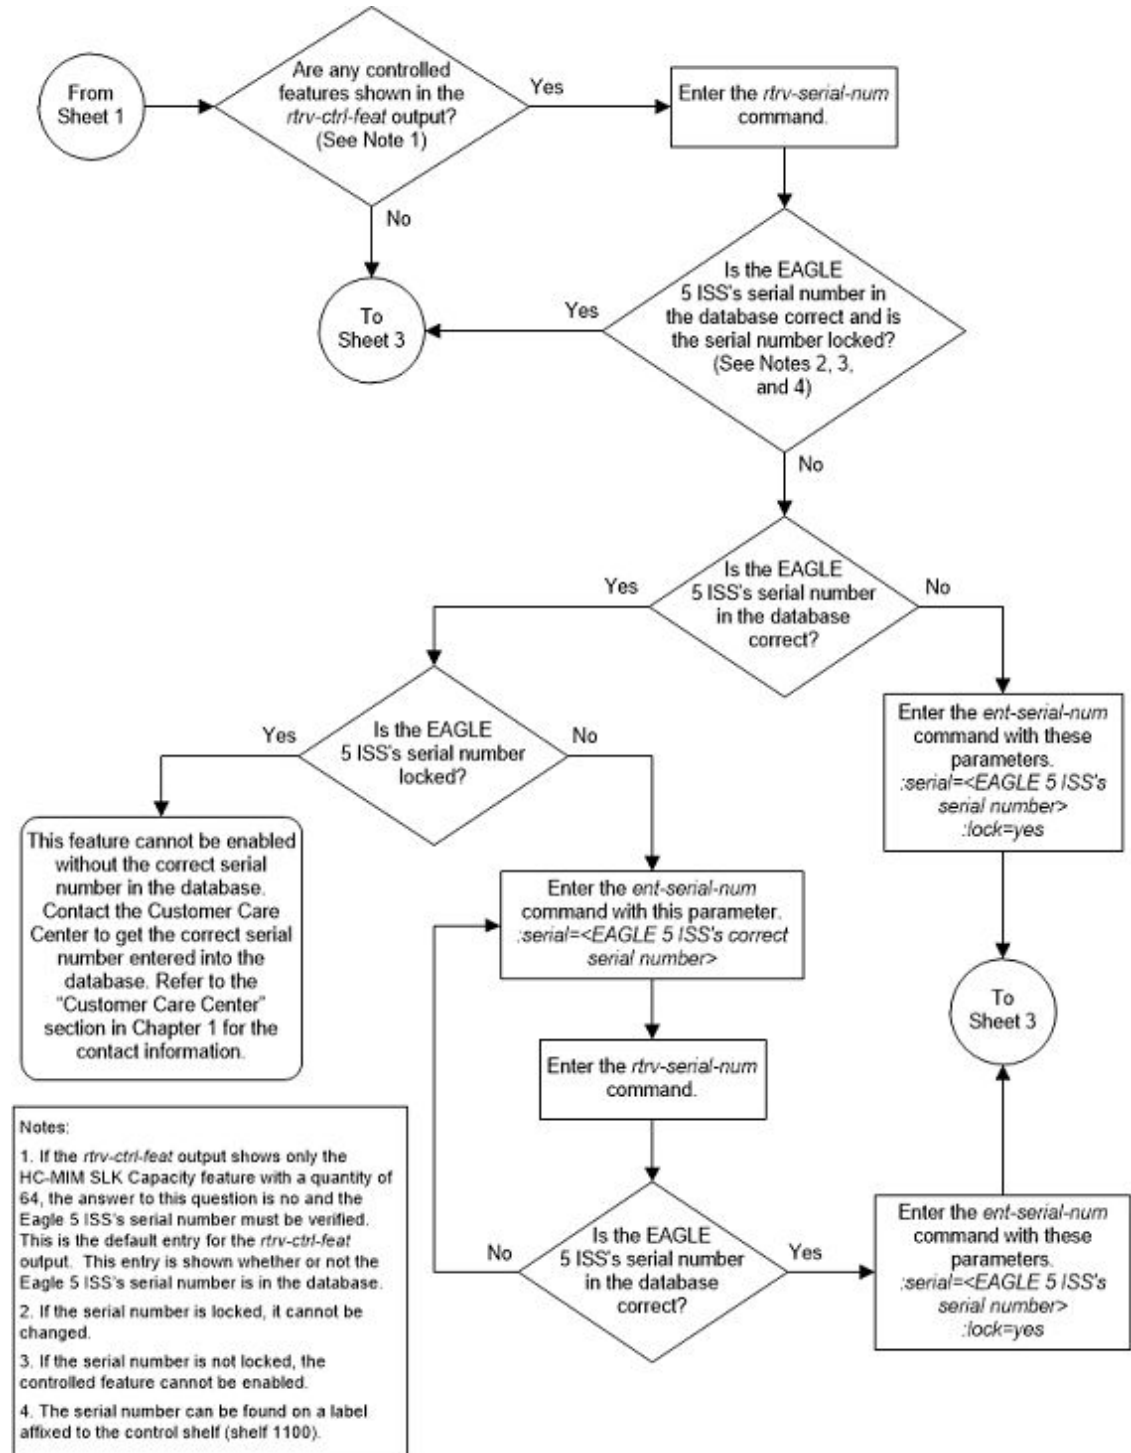 From
Sheet 1
Are any controlled
features shown in the
rtrv-ctrl-feat output?
(See Note 1)
Yes
Enter the rtrv-serial-num
command.
No
To
Sheet 3
Yes
Is the EAGLE
5 ISS's serial number in
the database correct and is
the serial number locked?
(See Notes 2, 3,
and 4)
No
Yes
Is the EAGLE
5 ISS's serial number
in the database
correct?
No
Yes
Is the EAGLE
5 ISS's serial number
locked?
No
Enter the ent-serial-num
command with these
parameters.
:serial=<EAGLE 5 ISS's
serial number>
:lock=yes
This feature cannot be enabled
without the correct serial
number in the database.
Contact the Customer Care
Center to get the correct serial
number entered into the
database. Refer to the
“Customer Care Center”
section in Chapter 1 for the
contact information.
Enter the ent-serial-num
command with this parameter.
:serial=<EAGLE 5 ISS's correct
serial number>
To
Sheet 3
Enter the rtrv-serial-num
command.
No
Is the EAGLE
5 ISS's serial number
in the database
correct?
Yes
Enter the ent-serial-num
command with these
parameters.
:serial=<EAGLE 5 ISS's
serial number>
:lock=yes
Notes:
1. If the rtrv-ctrl-feat output shows only the
HC-MIM SLK Capacity feature with a quantity of
64, the answer to this question is no and the
Eagle 5 ISS's serial number must be verified.
This is the default entry for the rtrv-ctrl-feat
output. This entry is shown whether or not the
Eagle 5 ISS's serial number is in the database.
2. If the serial number is locked, it cannot be
changed.
3. If the serial number is not locked, the
controlled feature cannot be enabled.
4. The serial number can be found on a label
affixed to the control shelf (shelf 1100).